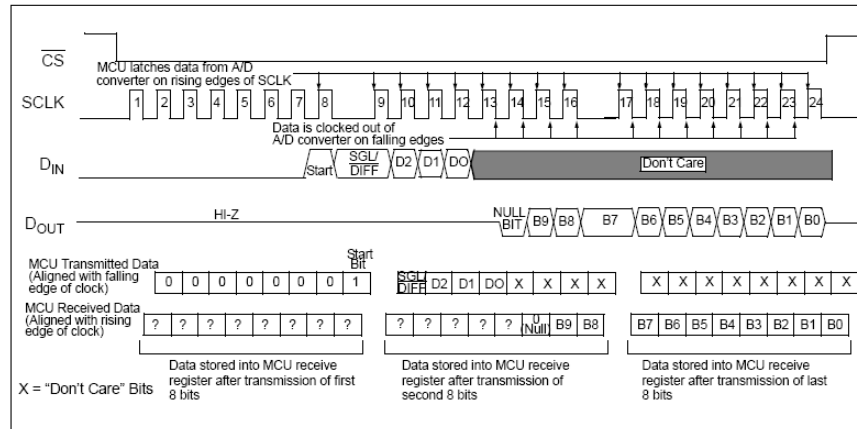 CS
MCU latches data from A/D
converter on rising edges of SCLK
SCLK
1 2 3 4 5 6 7 8 9 10 11 12 13 14 15 16 17 18 19 20 21 22 23 24
Data is clocked out of
A/D converter on falling edges
DIN
Start SGL/DIFF D2 D1 DO Don't Care
HI-Z
DOUT
NULL BIT B9 B8 B7 B6 B5 B4 B3 B2 B1 B0
MCU Transmitted Data
(Aligned with falling
edge of clock)
Start
Bit
0 0 0 0 0 0 0 1 SGL/DIFF D2 D1 DO X X X X X X X X X X X X
MCU Received Data
(Aligned with rising
edge of clock)
? ? ? ? ? ? ? ? ? ? ? ? ? 0 (Null) B9 B8 B7 B6 B5 B4 B3 B2 B1 B0
Data stored into MCU receive
register after transmission of first
8 bits
Data stored into MCU receive
register after transmission of
second 8 bits
Data stored into MCU receive
register after transmission of last
8 bits
X = “Don't Care” Bits